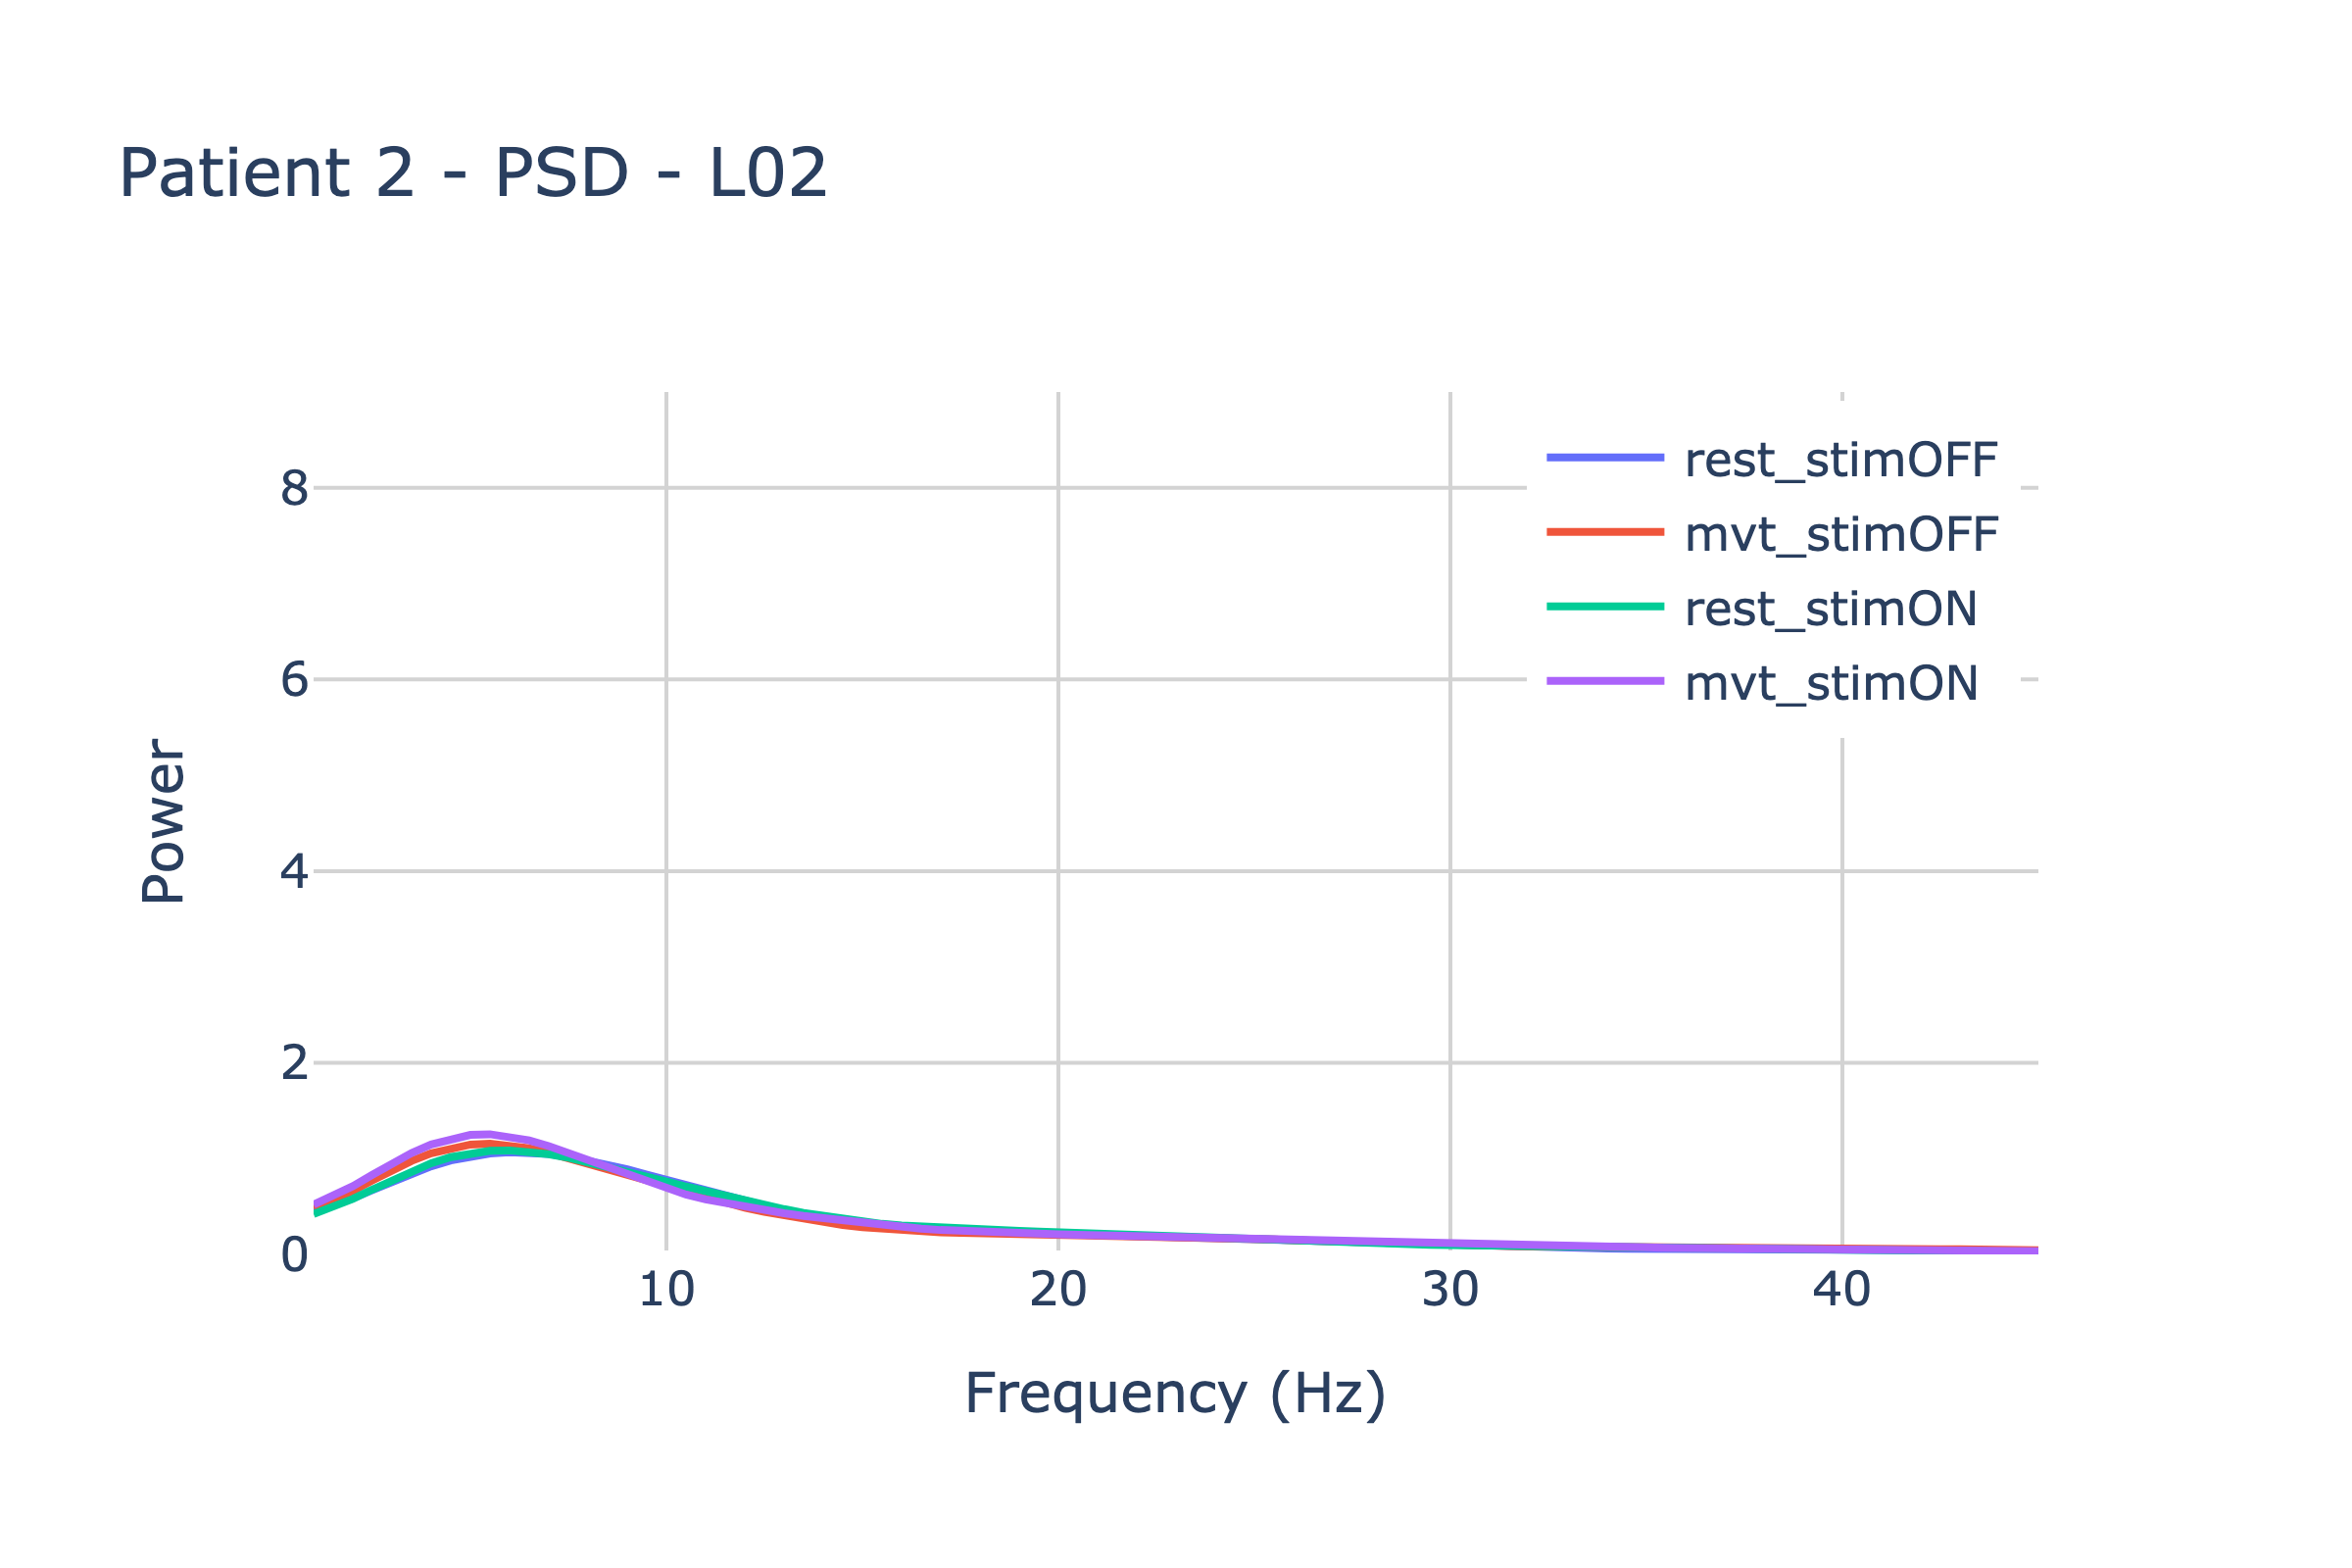 Patient 2 - PSD - L02
rest_stimOFF
mvt_stimOFF
rest_stimON
mvt_stimON
8
6
4
2
0
Power
10 20 30 40
Frequency (Hz)